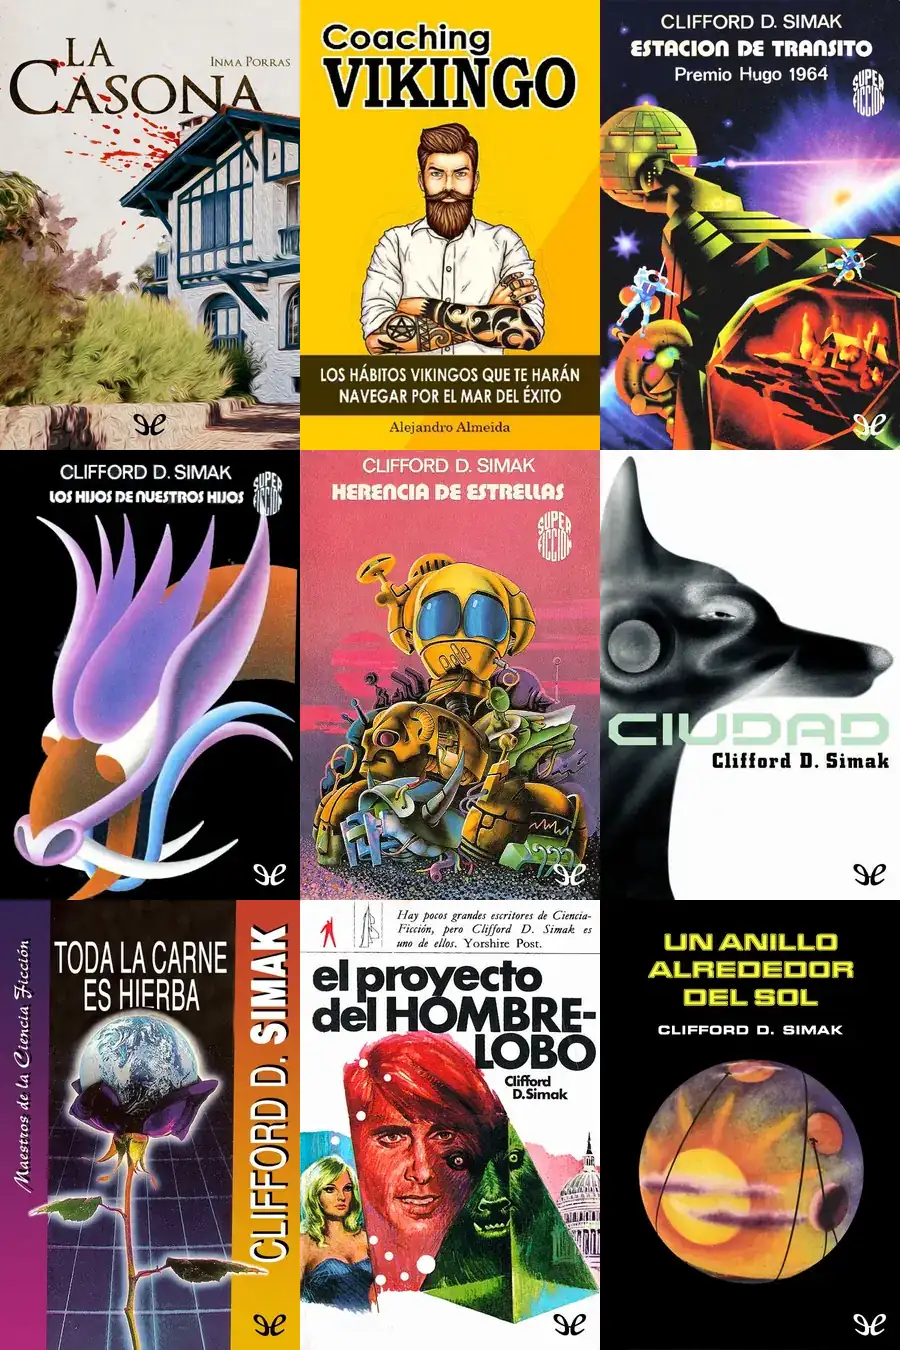 LA
CASONA
INMA PORRAS
Coaching
VIKINGO
LOS HÁBITOS VIKINGOS QUE TE HARÁN
NAVEGAR POR EL MAR DEL ÉXITO
Alejandro Almeida
CLIFFORD D. SIMAK
ESTACION DE TRANSITO
Premio Hugo 1964
SUPER
FICCION
CLIFFORD D. SIMAK
LOS HIJOS DE NUESTROS HIJOS
SUPER
FICCION
CLIFFORD D. SIMAK
HERENCIA DE ESTRELLAS
SUPER
FICCION
CIUDAD
Clifford D. Simak
Maestros de la Ciencia Ficción
TODA LA CARNE
ES HIERBA
CLIFFORD D. SIMAK
Hay pocos grandes escritores de Ciencia-
Ficción, pero Clifford D. Simak es
uno de ellos. Yorshire Post.
el proyecto
del HOMBRE-
LOBO
Clifford
D.Simak
UN ANILLO
ALREDEDOR
DEL SOL
CLIFFORD D. SIMAK